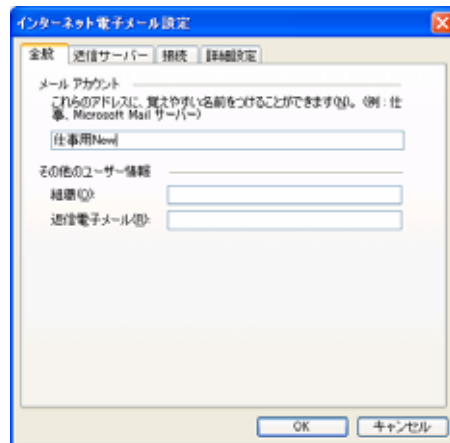 インターネット電子メール設定
全般 送信サーバー 接続 詳細設定
メール アカウント
これらのアドレスに、覚えやすい名前をつけることができます(N)。(例 : 仕
事、Microsoft Mail サーバー)
仕事用New
その他のユーザー情報
組織(O):
返信電子メール(R):
OK キャンセル